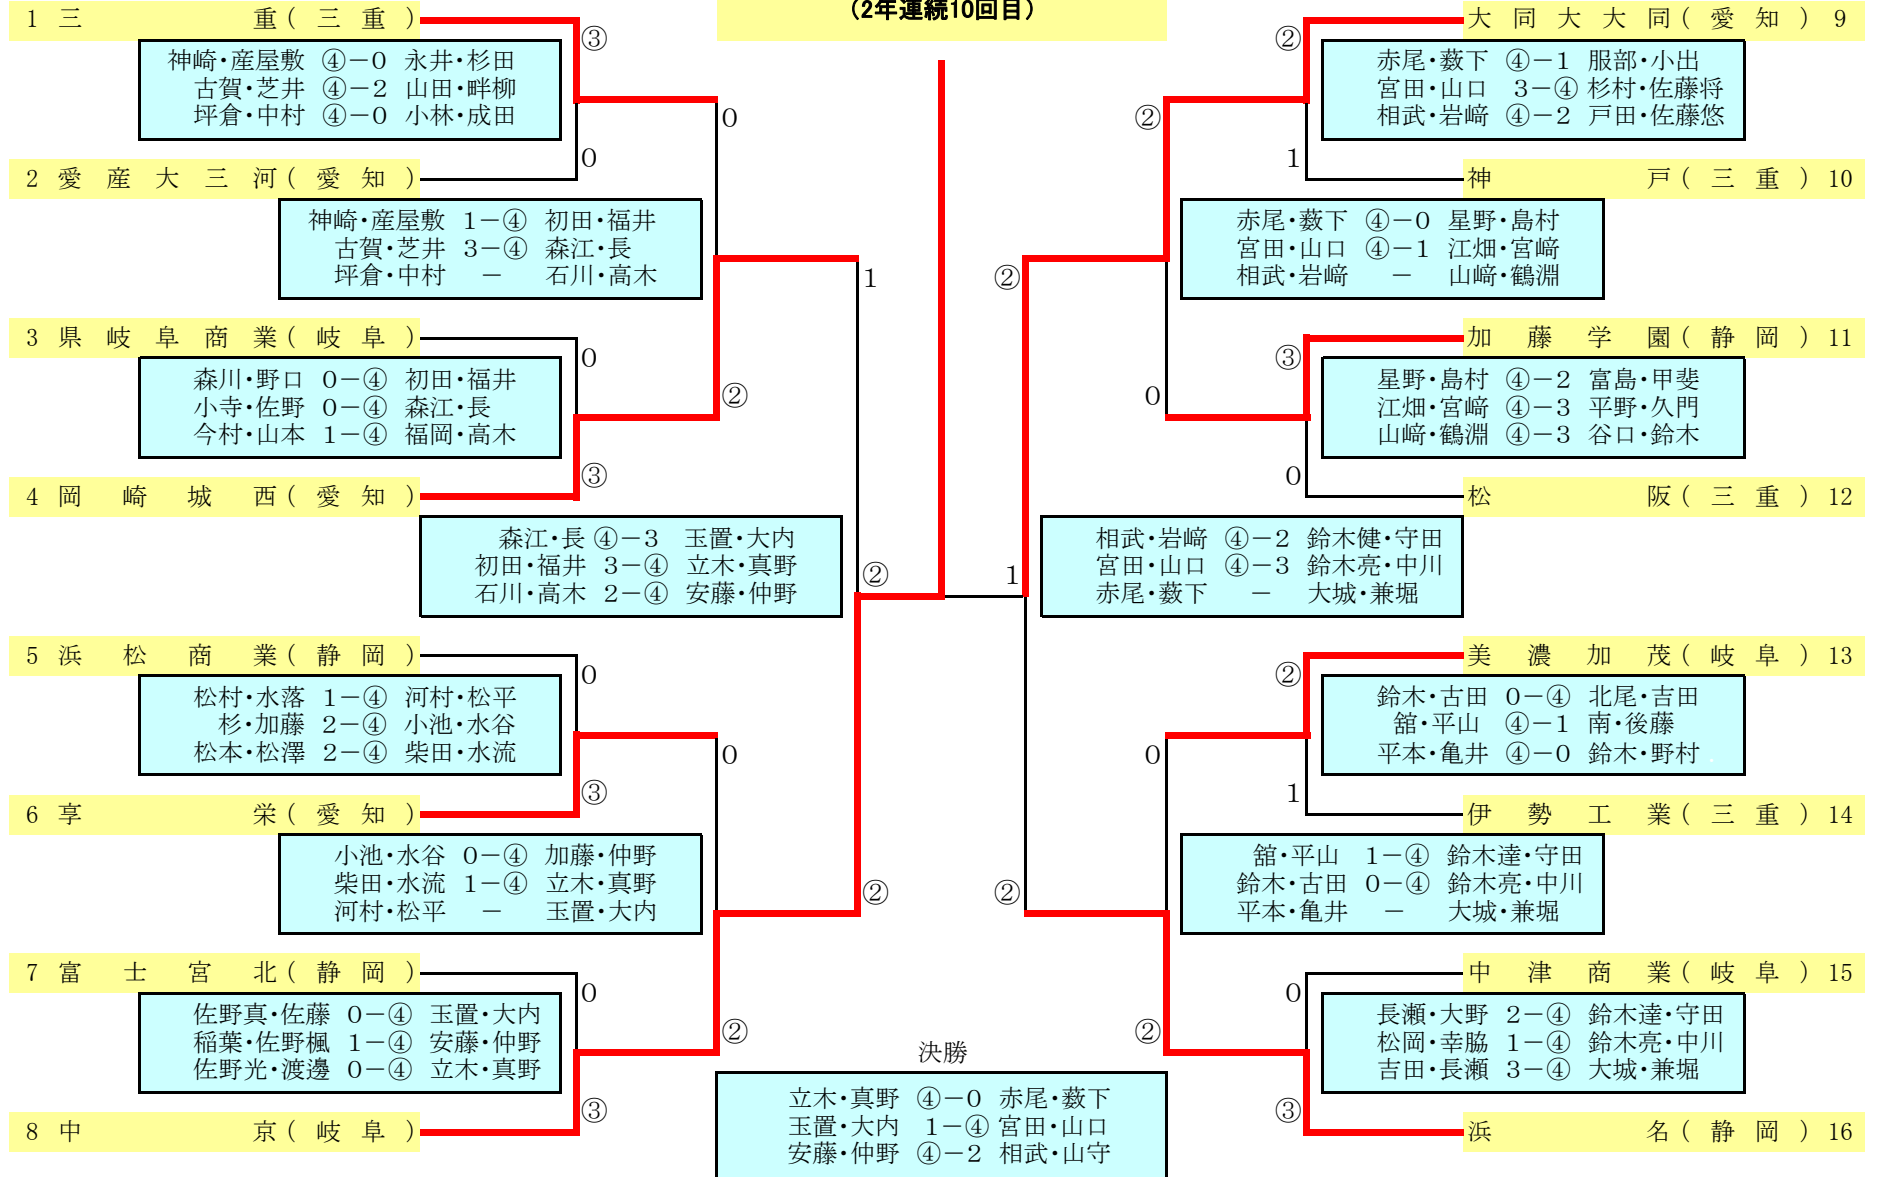 (2年連続10回目)
1 三重(三重)
③
神崎・産屋敷 ④－0 永井・杉田
古賀・芝井 ④－2 山田・畔柳
坪倉・中村 ④－0 小林・成田
0
0
2 愛産大三河(愛知)
神崎・産屋敷 1－④ 初田・福井
古賀・芝井 3－④ 森江・長
坪倉・中村 － 石川・高木
1
3 県岐阜商業(岐阜)
0
森川・野口 0－④ 初田・福井
小寺・佐野 0－④ 森江・長
今村・山本 1－④ 福岡・高木
②
③
4 岡崎城西(愛知)
森江・長 ④－3 玉置・大内
初田・福井 3－④ 立木・真野
石川・高木 2－④ 安藤・仲野
②
5 浜松商業(静岡)
0
松村・水落 1－④ 河村・松平
杉・加藤 2－④ 小池・水谷
松本・松澤 2－④ 柴田・水流
0
③
6 享栄(愛知)
小池・水谷 0－④ 加藤・仲野
柴田・水流 1－④ 立木・真野
河村・松平 － 玉置・大内
②
7 富士宮北(静岡)
0
佐野真・佐藤 0－④ 玉置・大内
稲葉・佐野楓 1－④ 安藤・仲野
佐野光・渡邊 0－④ 立木・真野
②
③
8 中京(岐阜)
決勝
立木・真野 ④－0 赤尾・薮下
玉置・大内 1－④ 宮田・山口
安藤・仲野 ④－2 相武・山守
大同大大同(愛知) 9
②
赤尾・薮下 ④－1 服部・小出
宮田・山口 3－④ 杉村・佐藤将
相武・岩﨑 ④－2 戸田・佐藤悠
②
1
神戸(三重) 10
赤尾・薮下 ④－0 星野・島村
宮田・山口 ④－1 江畑・宮﨑
相武・岩﨑 － 山﨑・鶴淵
②
加藤学園(静岡) 11
③
星野・島村 ④－2 富島・甲斐
江畑・宮﨑 ④－3 平野・久門
山﨑・鶴淵 ④－3 谷口・鈴木
0
0
松阪(三重) 12
相武・岩﨑 ④－2 鈴木健・守田
宮田・山口 ④－3 鈴木亮・中川
赤尾・薮下 － 大城・兼堀
1
美濃加茂(岐阜) 13
②
鈴木・古田 0－④ 北尾・吉田
舘・平山 ④－1 南・後藤
平本・亀井 ④－0 鈴木・野村
0
1
伊勢工業(三重) 14
舘・平山 1－④ 鈴木達・守田
鈴木・古田 0－④ 鈴木亮・中川
平本・亀井 － 大城・兼堀
②
中津商業(岐阜) 15
0
長瀬・大野 2－④ 鈴木達・守田
松岡・幸脇 1－④ 鈴木亮・中川
吉田・長瀬 3－④ 大城・兼堀
②
③
浜名(静岡) 16